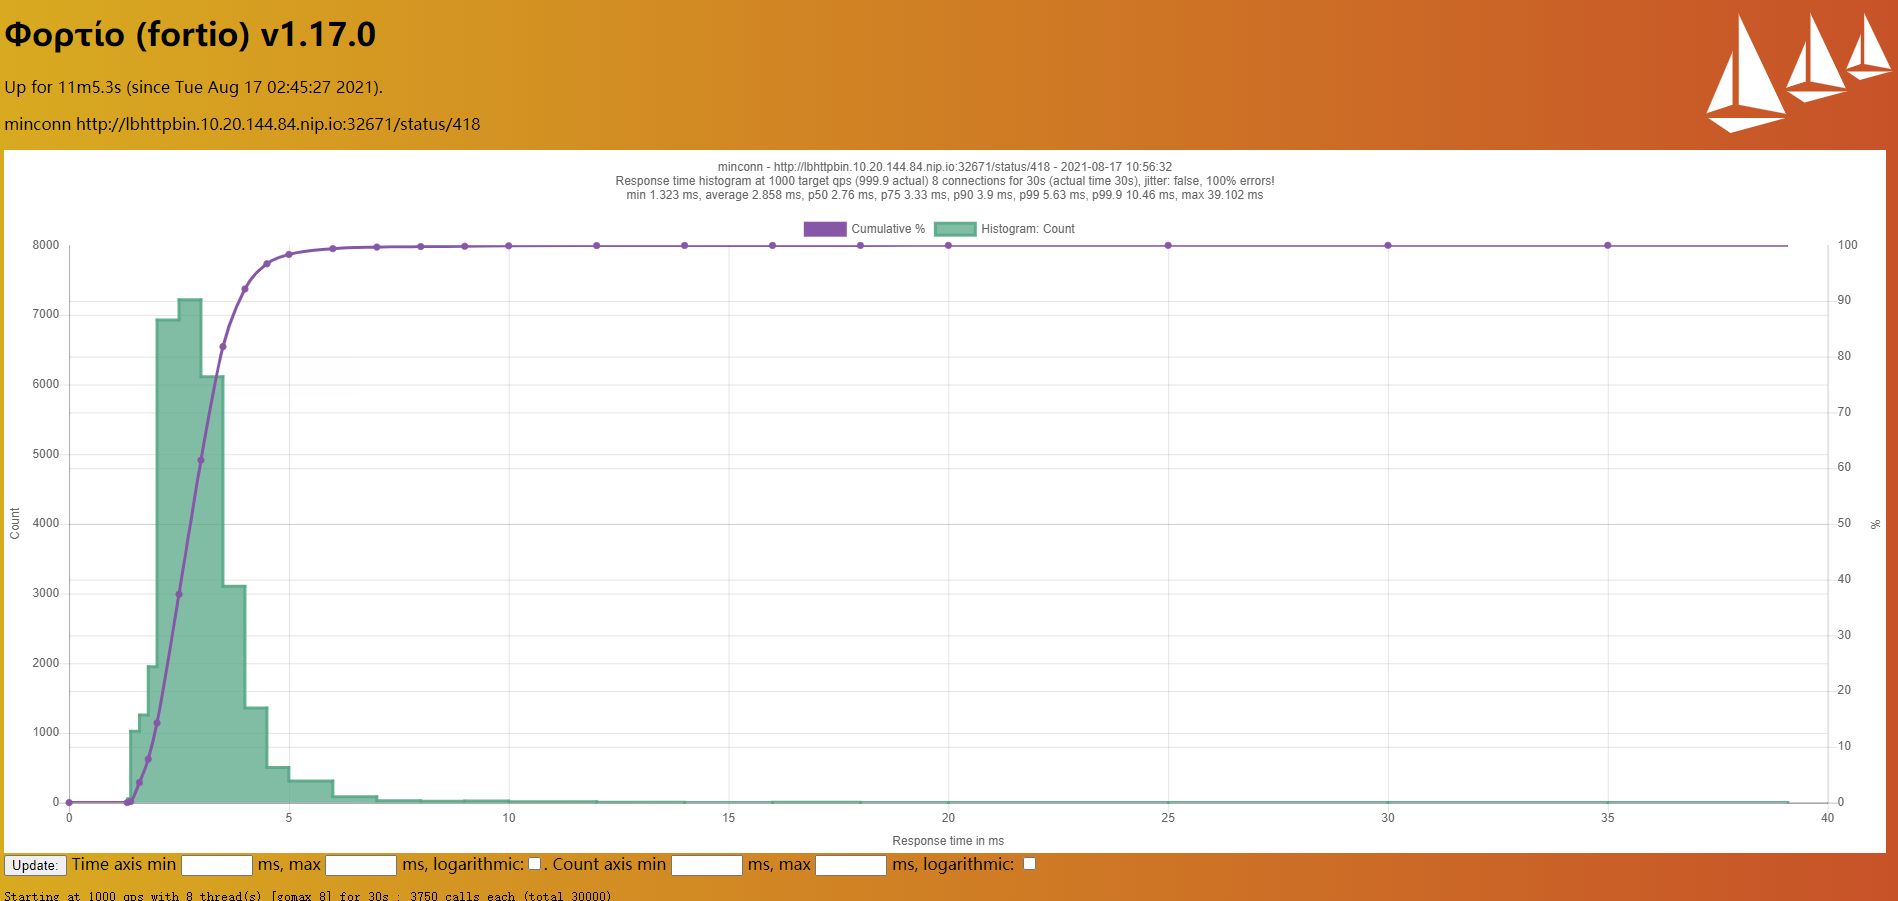 Φορτίο (fortio) v1.17.0
Up for 11m5.3s (since Tue Aug 17 02:45:27 2021).
minconn http://lbhttpbin.10.20.144.84.nip.io:32671/status/418
minconn - http://lbhttpbin.10.20.144.84.nip.io:32671/status/418 - 2021-08-17 10:56:32
Response time histogram at 1000 target qps (999.9 actual) 8 connections for 30s (actual time 30s), jitter: false, 100% errors!
min 1.323 ms, average 2.858 ms, p50 2.76 ms, p75 3.33 ms, p90 3.9 ms, p99 5.63 ms, p99.9 10.46 ms, max 39.102 ms
Cumulative % Histogram: Count
8000 100
90
7000
80
6000
70
5000
60
Count 4000 50 %
40
3000
30
2000
20
1000
10
0 0
0 5 10 15 20 25 30 35 40
Response time in ms
Update: Time axis min ms, max ms, logarithmic: . Count axis min ms, max ms, logarithmic:
Starting at 1000 qps with 8 thread(s) [gomax 8] for 30s : 3750 calls each (total 30000)